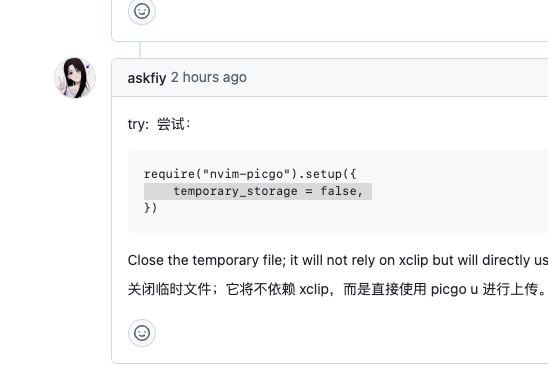 askfiy 2 hours ago
try: 尝试：
require("nvim-picgo").setup({
    temporary_storage = false,
})
Close the temporary file; it will not rely on xclip but will directly us
关闭临时文件；它将不依赖 xclip，而是直接使用 picgo u 进行上传。